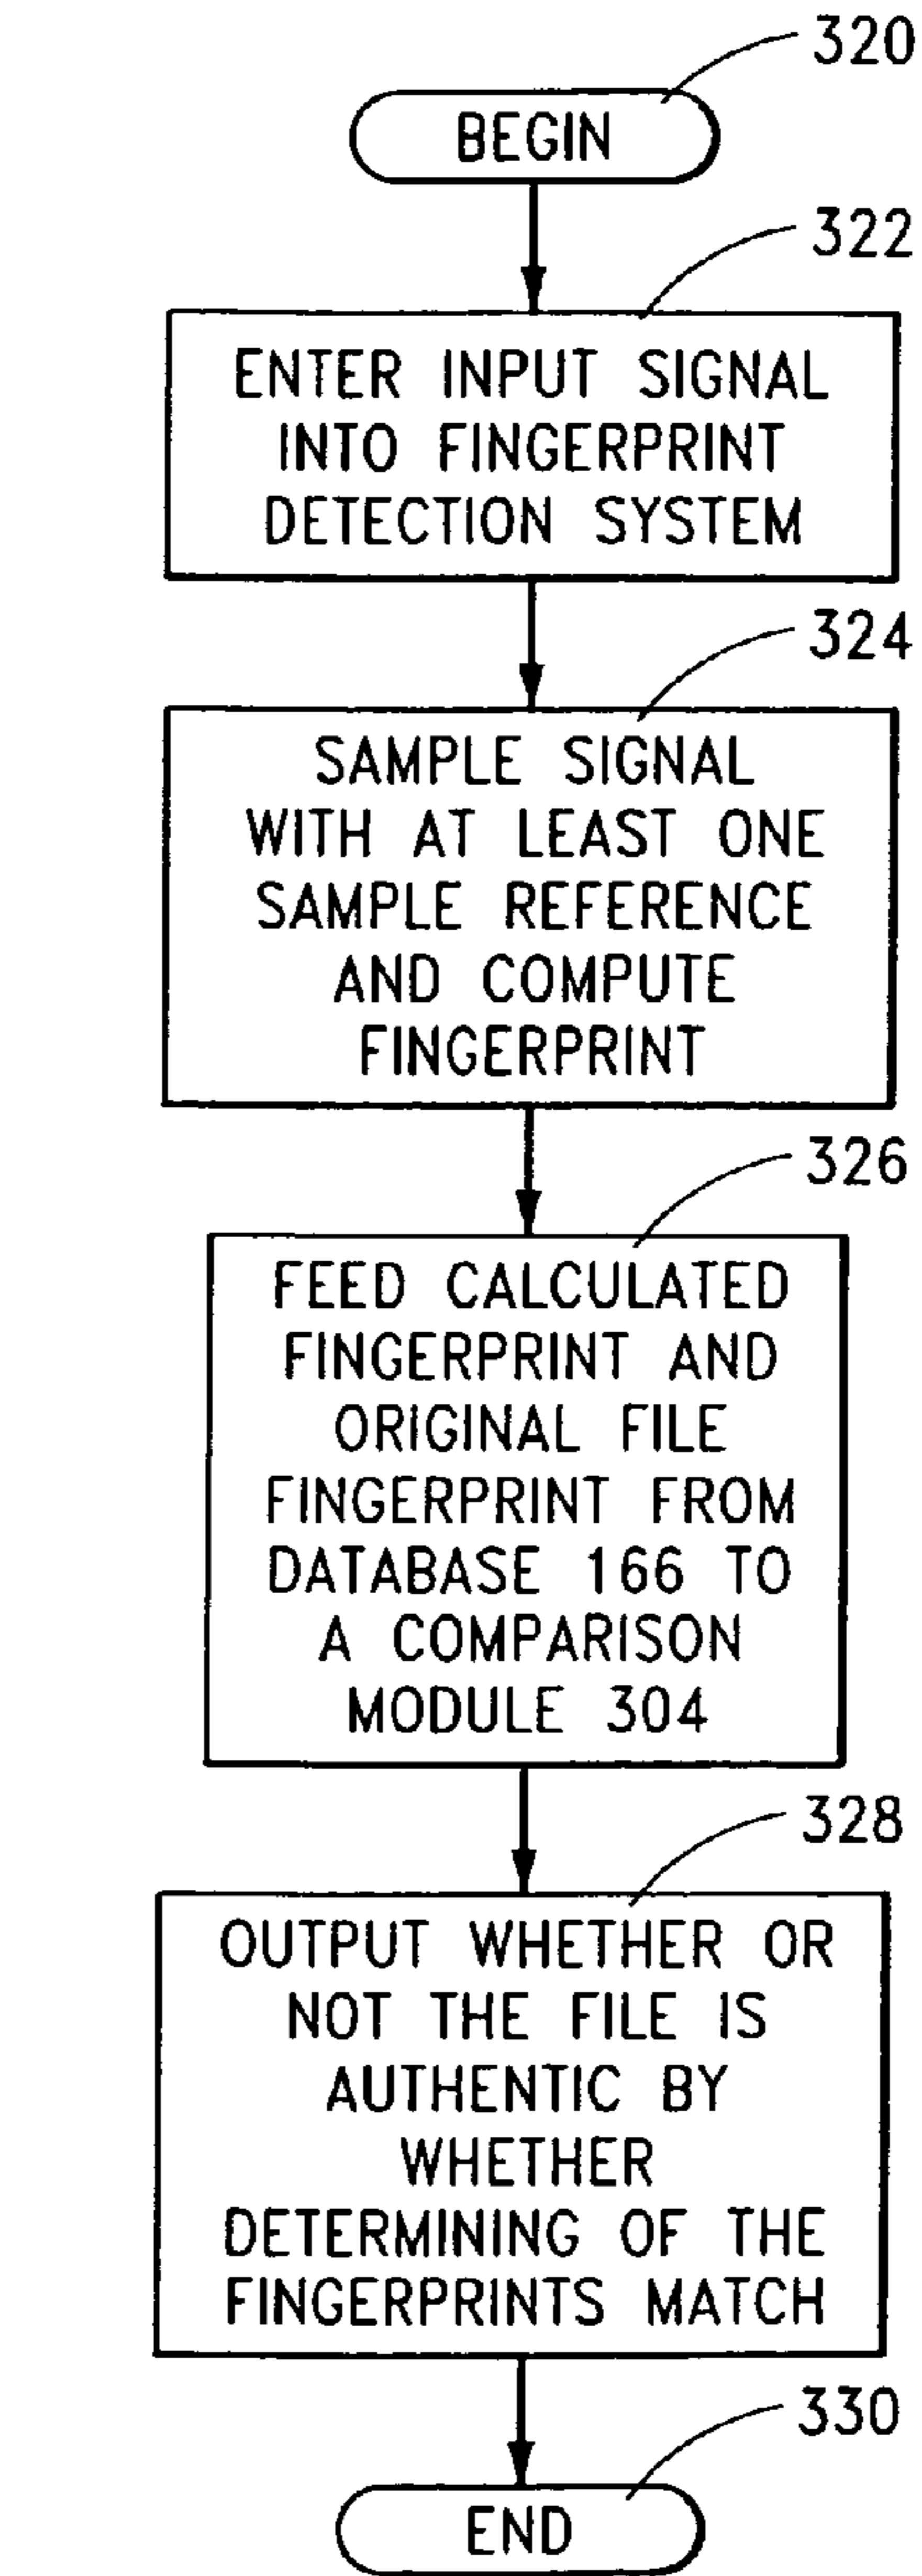 320
BEGIN
322
ENTER INPUT SIGNAL
INTO FINGERPRINT
DETECTION SYSTEM
324
SAMPLE SIGNAL
WITH AT LEAST ONE
SAMPLE REFERENCE
AND COMPUTE
FINGERPRINT
326
FEED CALCULATED
FINGERPRINT AND
ORIGINAL FILE
FINGERPRINT FROM
DATABASE 166 TO
A COMPARISON
MODULE 304
328
OUTPUT WHETHER OR
NOT THE FILE IS
AUTHENTIC BY
WHETHER
DETERMINING OF THE
FINGERPRINTS MATCH
330
END